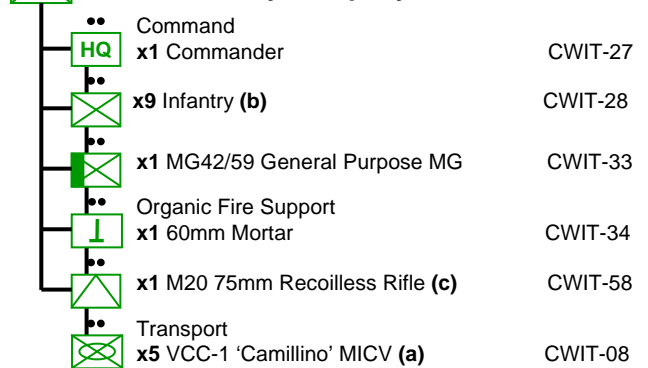 Command
HQ x1 Commander CWIT-27
x9 Infantry (b) CWIT-28
x1 MG42/59 General Purpose MG CWIT-33
Organic Fire Support
x1 60mm Mortar CWIT-34
x1 M20 75mm Recoilless Rifle (c) CWIT-58
Transport
x5 VCC-1 ‘Camillino’ MICV (a) CWIT-08